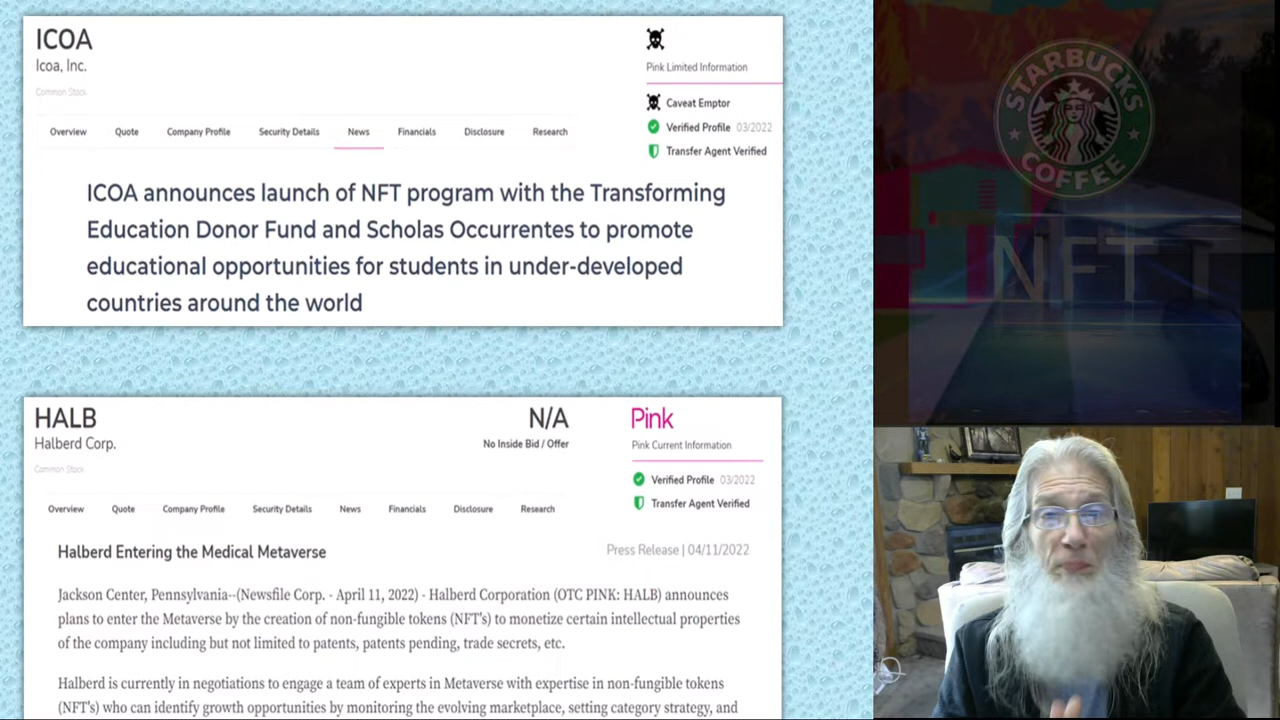 ICOA
Icoa, Inc.
Common Stock
Pink Limited Information
Caveat Emptor
Verified Profile 03/2022
Transfer Agent Verified
Overview Quote Company Profile Security Details News Financials Disclosure Research
ICOA announces launch of NFT program with the Transforming
Education Donor Fund and Scholas Occurrentes to promote
educational opportunities for students in under-developed
countries around the world
HALB
Halberd Corp.
Common Stock
N/A
No Inside Bid / Offer
Pink
Pink Current Information
Verified Profile 03/2022
Transfer Agent Verified
Overview Quote Company Profile Security Details News Financials Disclosure Research
Halberd Entering the Medical Metaverse
Press Release | 04/11/2022
Jackson Center, Pennsylvania--(Newsfile Corp. - April 11, 2022) - Halberd Corporation (OTC PINK: HALB) announces
plans to enter the Metaverse by the creation of non-fungible tokens (NFT's) to monetize certain intellectual properties
of the company including but not limited to patents, patents pending, trade secrets, etc.
Halberd is currently in negotiations to engage a team of experts in Metaverse with expertise in non-fungible tokens
(NFT's) who can identify growth opportunities by monitoring the evolving marketplace, setting category strategy, and
STARBUCKS
COFFEE
NFT